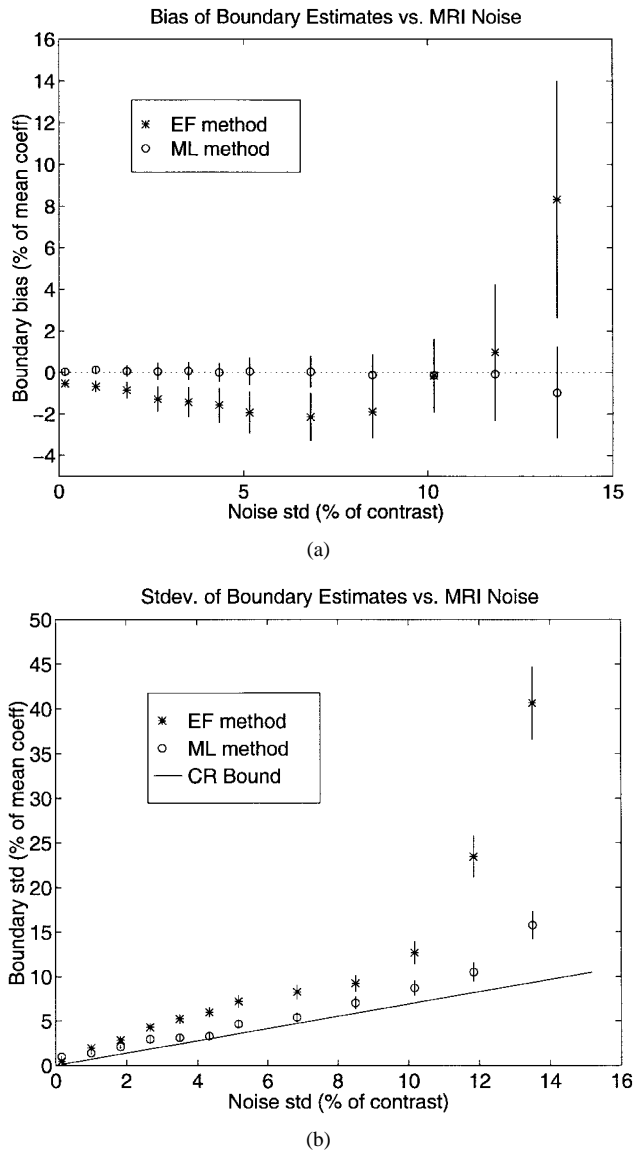 Bias of Boundary Estimates vs. MRI Noise
16
14
12
10
8
6
4
2
0
−2
−4
Boundary bias (% of mean coeff)
EF method
ML method
0
5
10
15
Noise std (% of contrast)
(a)
Stdev. of Boundary Estimates vs. MRI Noise
50
45
40
35
30
25
20
15
10
5
0
Boundary std (% of mean coeff)
EF method
ML method
CR Bound
0
2
4
6
8
10
12
14
16
Noise std (% of contrast)
(b)